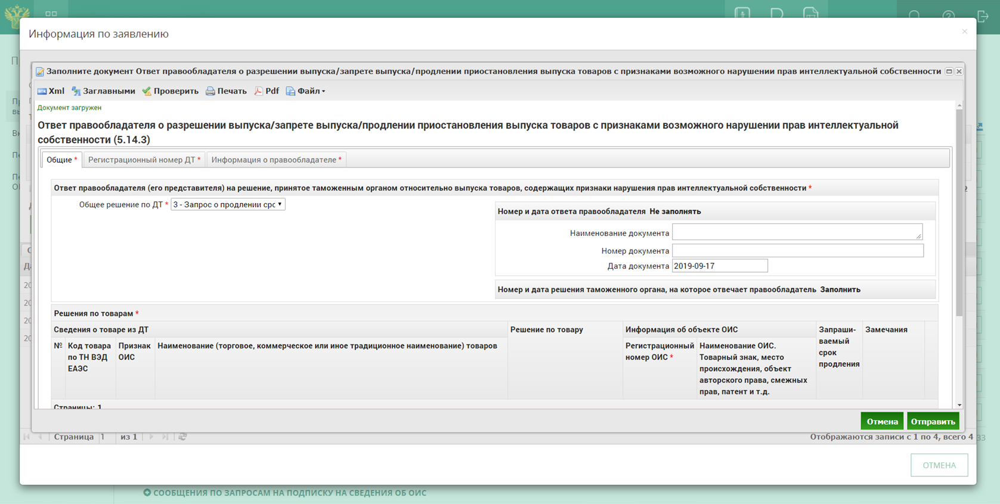 Информация по заявлению
×
Заполните документ Ответ правообладателя о разрешении выпуска/запрете выпуска/продлении приостановления выпуска товаров с признаками возможного нарушении прав интеллектуальной собственности
Xml Заглавными Проверить Печать Pdf Файл
Документ загружен
Ответ правообладателя о разрешении выпуска/запрете выпуска/продлении приостановления выпуска товаров с признаками возможного нарушении прав интеллектуальной
собственности (5.14.3)
Общие * Регистрационный номер ДТ * Информация о правообладателе *
Ответ правообладателя (его представителя) на решение, принятое таможенным органом относительно выпуска товаров, содержащих признаки нарушения прав интеллектуальной собственности *
Общее решение по ДТ * 3 - Запрос о продлении срс
Номер и дата ответа правообладателя Не заполнять
Наименование документа
Номер документа
Дата документа 2019-09-17
Номер и дата решения таможенного органа, на которое отвечает правообладатель Заполнить
Решения по товарам *
Сведения о товаре из ДТ
№
Код товара
по ТН ВЭД
ЕАЭС
Признак
ОИС
Наименование (торговое, коммерческое или иное традиционное наименование) товаров
Решение по товару
Информация об объекте ОИС
Регистрационный
номер ОИС *
Наименование ОИС.
Товарный знак, место
происхождения, объект
авторского права, смежных
прав, патент и т.д.
Запраши-
ваемый
срок
продления
Замечания
Страницы: 1
Отмена Отправить
Страница 1 из 1
Отображаются записи с 1 по 4, всего 4
33
ОТМЕНА
СООБЩЕНИЯ ПО ЗАПРОСАМ НА ПОДПИСКУ НА СВЕДЕНИЯ ОБ ОИС